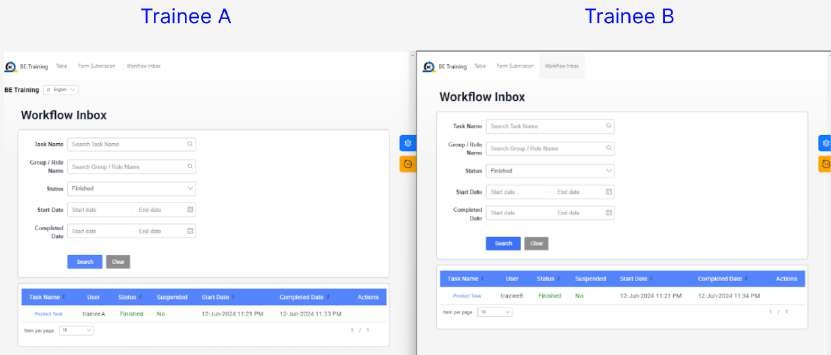 Trainee A
Trainee B
BE Training Table Form Submission Workflow Inbox
BE Training English
Workflow Inbox
Task Name Search Task Name
Group / Role Name Search Group / Role Name
Status Finished
Start Date Start date End date
Completed Date Start date End date
Search Clear
Task Name User Status Suspended Start Date Completed Date Actions
Product Task traineeA Finished No 12-Jun-2024 11:21 PM 12-Jun-2024 11:33 PM
Item per page 10 1 / 1
BE Training Table Form Submission Workflow Inbox
Workflow Inbox
Task Name Search Task Name
Group / Role Name Search Group / Role Name
Status Finished
Start Date Start date End date
Completed Date Start date End date
Search Clear
Task Name User Status Suspended Start Date Completed Date Actions
Product Task traineeB Finished No 12-Jun-2024 11:21 PM 12-Jun-2024 11:34 PM
Item per page 10 1 / 1